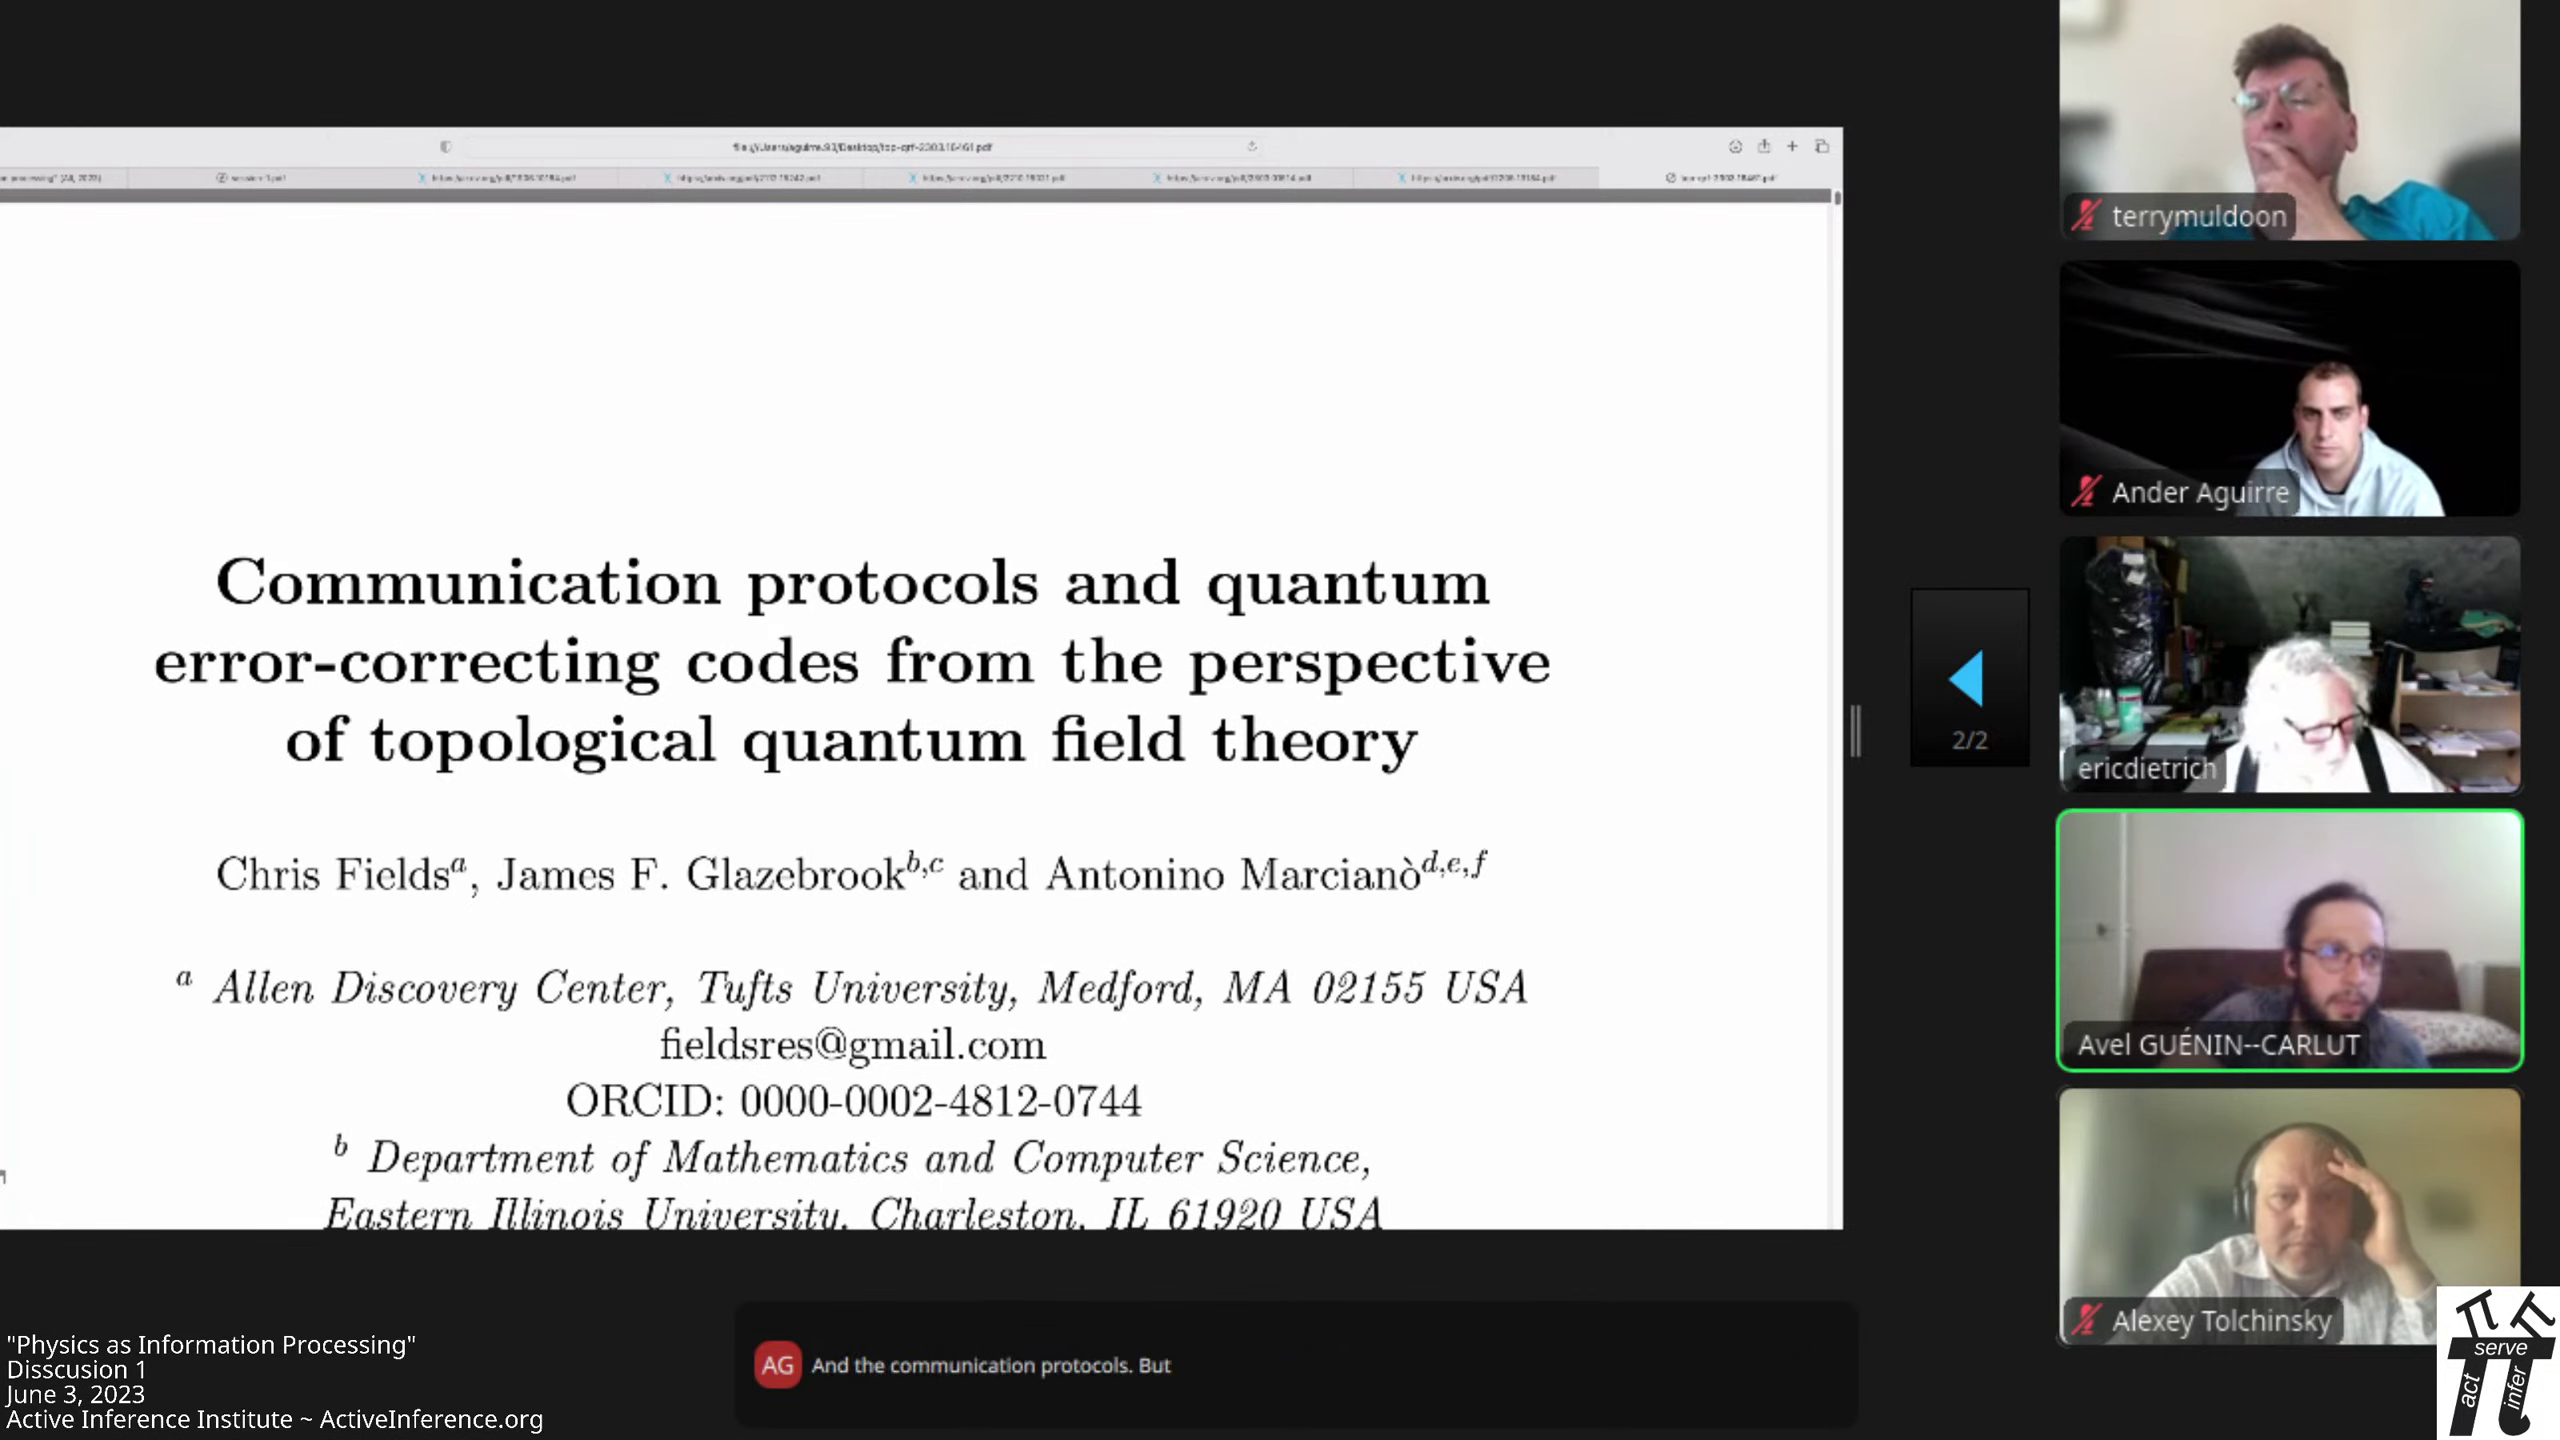 Communication protocols and quantum
error-correcting codes from the perspective
of topological quantum field theory
Chris Fieldsᵃ, James F. Glazebrookᵇ,ᶜ and Antonino Marcianòᵈ,ᵉ,ᶠ
ᵃ Allen Discovery Center, Tufts University, Medford, MA 02155 USA
fieldsres@gmail.com
ORCID: 0000-0002-4812-0744
ᵇ Department of Mathematics and Computer Science,
Eastern Illinois University, Charleston, IL 61920 USA
2/2
terrymuldoon
Ander Aguirre
ericdietrich
Avel GUÉNIN--CARLUT
Alexey Tolchinsky
AG And the communication protocols. But
"Physics as Information Processing"
Disscusion 1
June 3, 2023
Active Inference Institute ~ ActiveInference.org
serve
act
infer